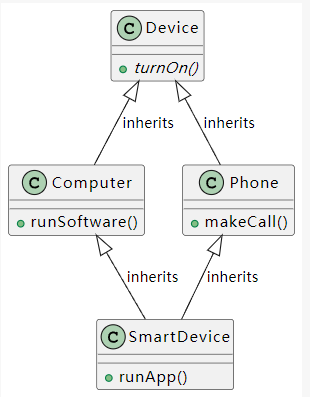 C Device
turnOn()
inherits
inherits
C Computer
runSoftware()
C Phone
makeCall()
inherits
inherits
C SmartDevice
runApp()